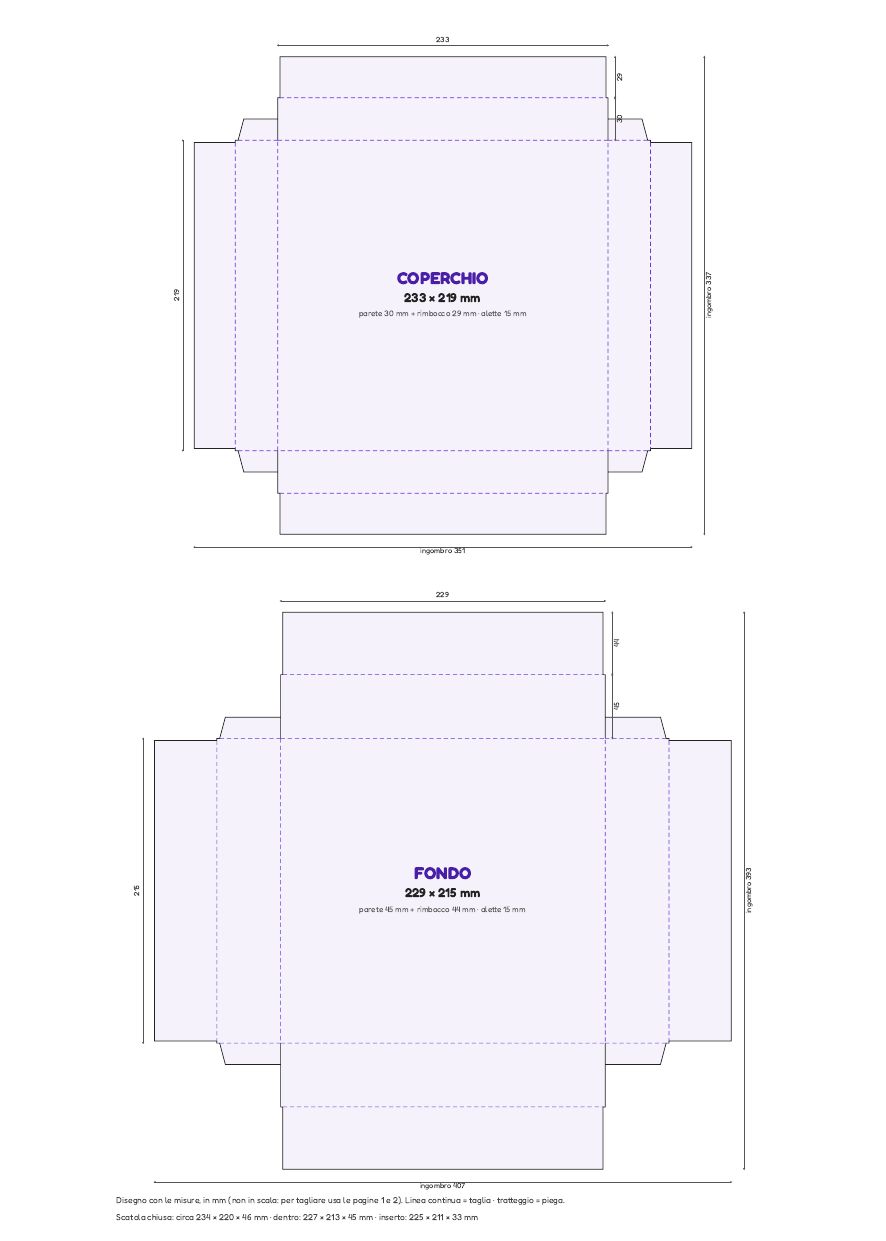 233
29
30
219
COPERCHIO
233 × 219 mm
parete 30 mm + rimbocco 29 mm · alette 15 mm
ingombro 337
ingombro 351
229
44
45
215
FONDO
229 × 215 mm
parete 45 mm + rimbocco 44 mm · alette 15 mm
ingombro 393
ingombro 407
Disegno con le misure, in mm (non in scala: per tagliare usa le pagine 1 e 2). Linea continua = taglia · tratteggio = piega.
Scatola chiusa: circa 234 × 220 × 46 mm · dentro: 227 × 213 × 45 mm · inserto: 225 × 211 × 33 mm